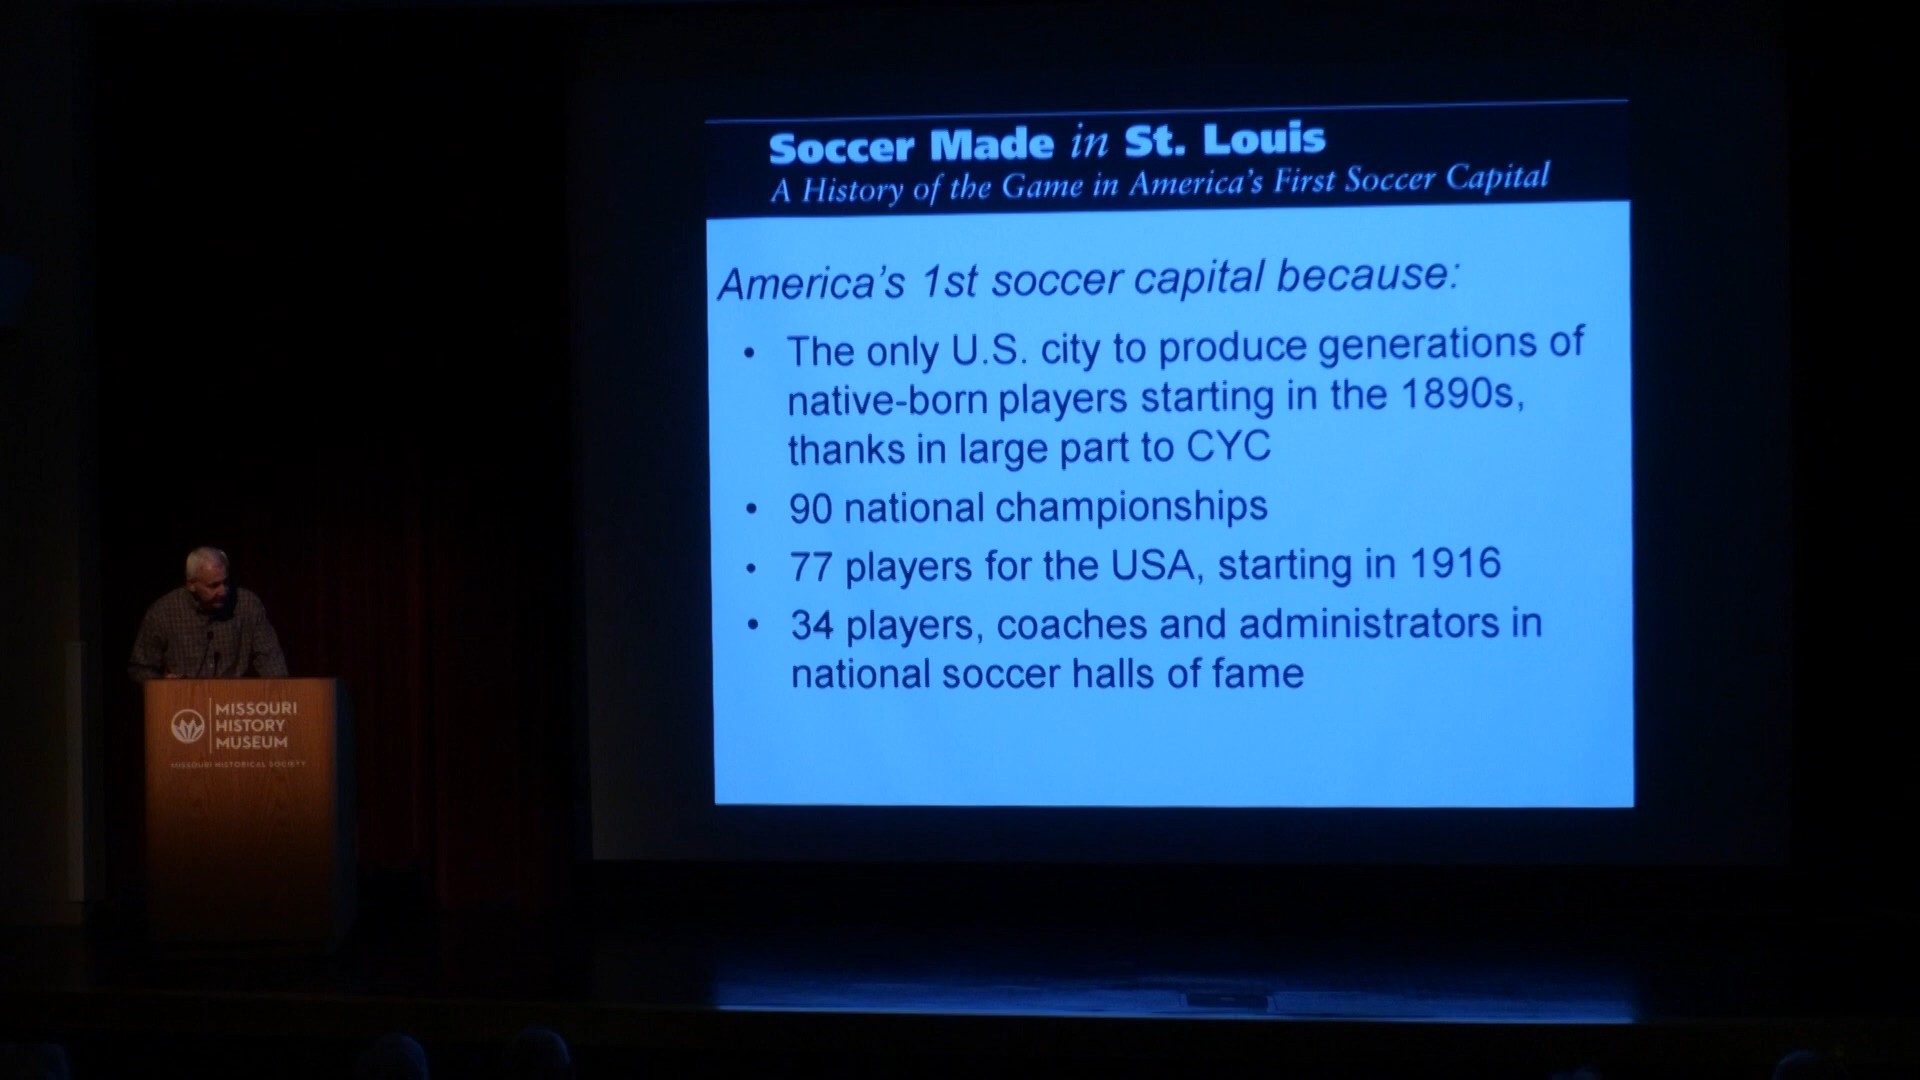 Soccer Made in St. Louis
A History of the Game in America's First Soccer Capital
America's 1st soccer capital because:
• The only U.S. city to produce generations of
native-born players starting in the 1890s,
thanks in large part to CYC
• 90 national championships
• 77 players for the USA, starting in 1916
• 34 players, coaches and administrators in
national soccer halls of fame
MISSOURI
HISTORY
MUSEUM
MISSOURI HISTORICAL SOCIETY